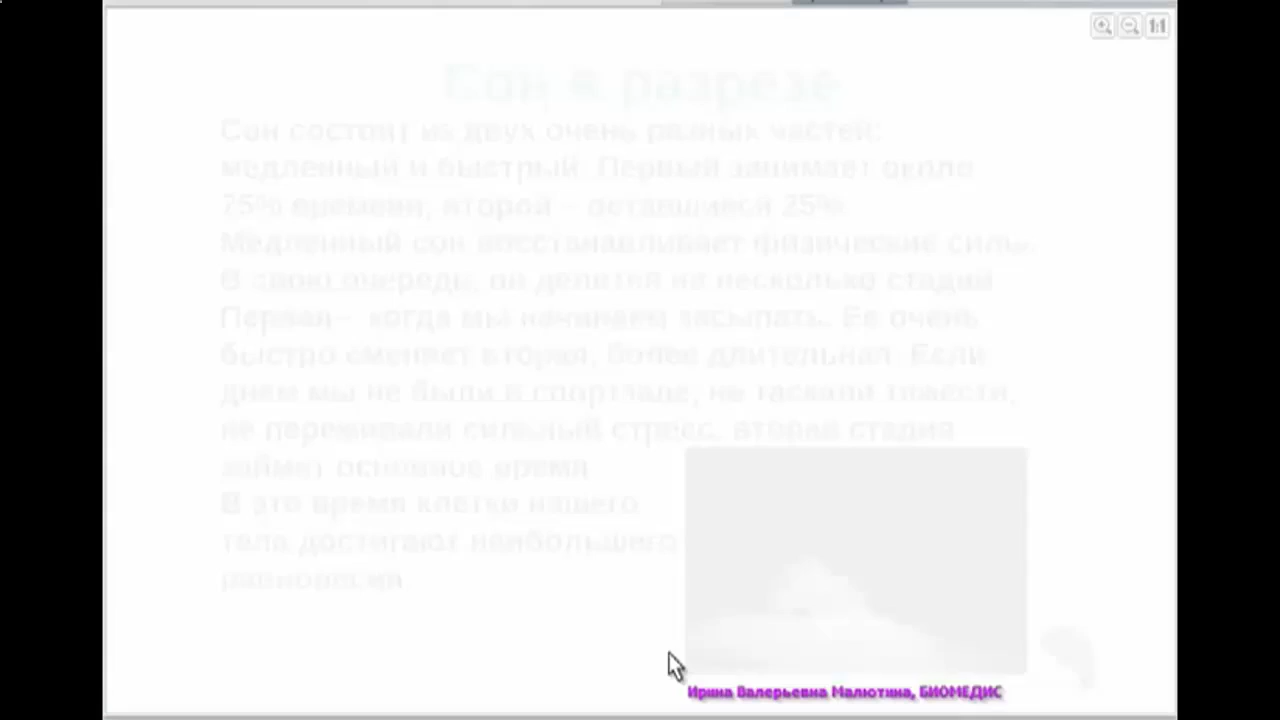 Сон в разрезе
Сон состоит из двух очень разных частей:
медленный и быстрый. Первый занимает около
75% времени, второй – оставшиеся 25%.
Медленный сон восстанавливает физические силы.
В свою очередь, он делится на несколько стадий.
Первая – когда мы начинаем засыпать. Ее очень
быстро сменяет вторая, более длительная. Если
днем мы не были в спортзале, не таскали тяжести,
не переживали сильный стресс, вторая стадия
займет основное время.
В это время клетки нашего
тела достигают наибольшего
равновесия
Ирина Валерьевна Малютина, БИОМЕДИС
1:1